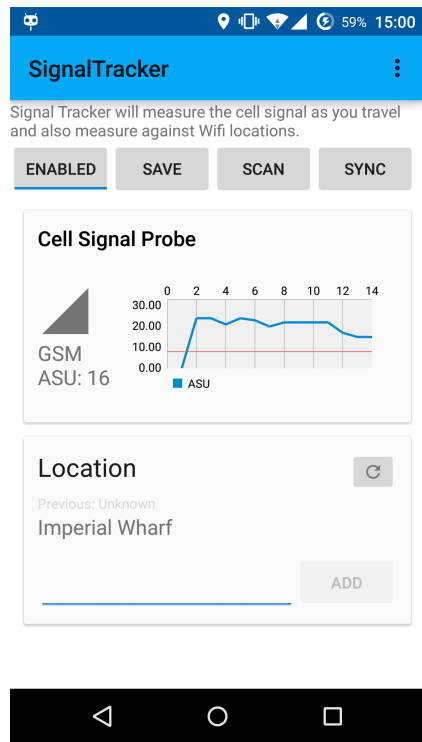 59% 15:00
SignalTracker
Signal Tracker will measure the cell signal as you travel
and also measure against Wifi locations.
ENABLED SAVE SCAN SYNC
Cell Signal Probe
0 2 4 6 8 10 12 14
30.00
20.00
10.00
0.00
GSM
ASU: 16
ASU
Location
Previous: Unknown
Imperial Wharf
ADD